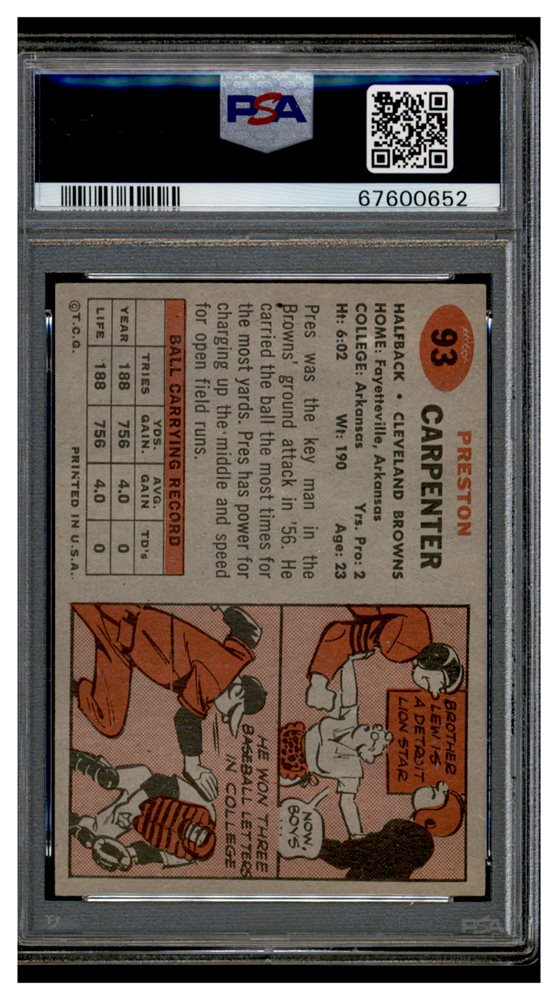 PSA
67600652
93
PRESTON
CARPENTER
HALFBACK • CLEVELAND BROWNS
HOME: Fayetteville, Arkansas
COLLEGE: Arkansas Yrs. Pro: 2
Ht: 6:02 Wt: 190 Age: 23
Pres was the key man in the
Browns' ground attack in '56. He
carried the ball the most times for
the most yards. Pres has power for
charging up the middle and speed
for open field runs.
BALL CARRYING RECORD
TRIES YDS. GAIN. AVG. GAIN TD's
YEAR 188 756 4.0 0
LIFE 188 756 4.0 0
©T.C.G. PRINTED IN U.S.A.
BROTHER
LEW IS
A DETROIT
LION STAR
NOW,
BOYS
HE WON THREE
BASEBALL LETTERS
IN COLLEGE
PSA